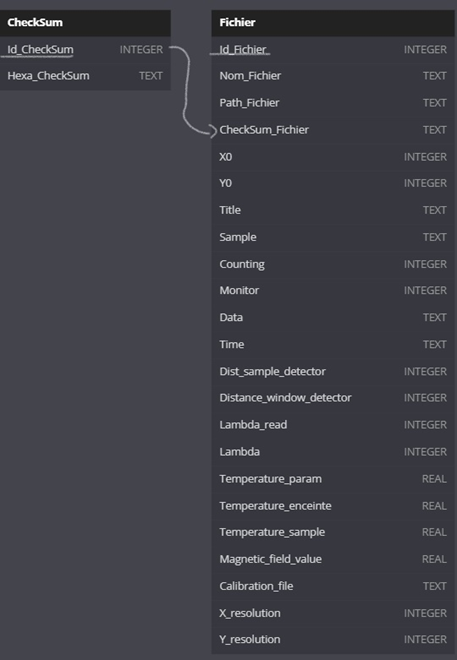 CheckSum
Id_CheckSum INTEGER
Hexa_CheckSum TEXT
Fichier
Id_Fichier INTEGER
Nom_Fichier TEXT
Path_Fichier TEXT
CheckSum_Fichier TEXT
X0 INTEGER
Y0 INTEGER
Title TEXT
Sample TEXT
Counting INTEGER
Monitor INTEGER
Data TEXT
Time TEXT
Dist_sample_detector INTEGER
Distance_window_detector INTEGER
Lambda_read INTEGER
Lambda INTEGER
Temperature_param REAL
Temperature_enceinte REAL
Temperature_sample REAL
Magnetic_field_value REAL
Calibration_file TEXT
X_resolution INTEGER
Y_resolution INTEGER